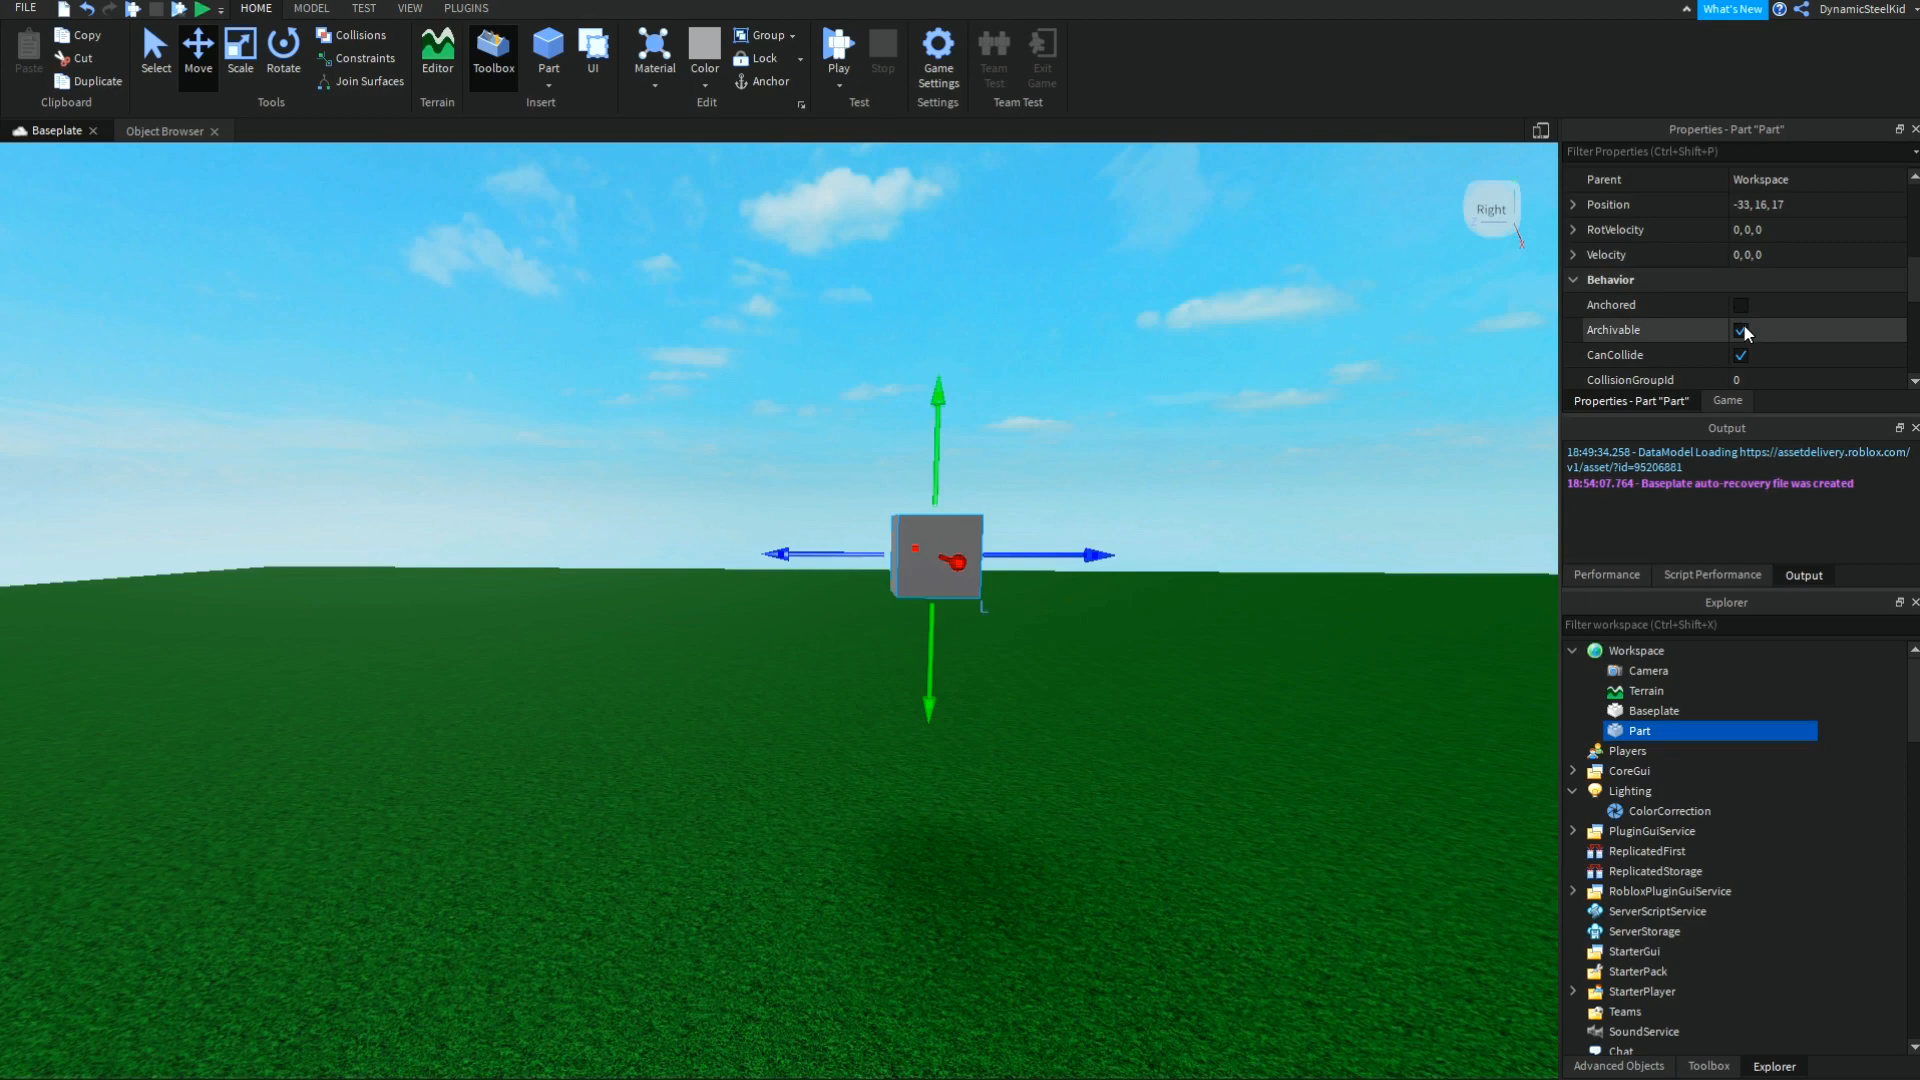 FILE HOME MODEL TEST VIEW PLUGINS What's New DynamicSteelKid
Paste
Copy
Cut
Duplicate
Clipboard
Select Move Scale Rotate
Collisions
Constraints
Join Surfaces
Tools
Editor
Terrain
Toolbox Part UI
Insert
Material Color
Group
Lock
Anchor
Edit
Play Stop
Test
Game
Settings
Settings
Team
Test
Exit
Game
Team Test
Baseplate Object Browser
Right
Z
X
L
Properties - Part "Part"
Filter Properties (Ctrl+Shift+P)
Parent Workspace
Position -33, 16, 17
RotVelocity 0, 0, 0
Velocity 0, 0, 0
Behavior
Anchored
Archivable
CanCollide
CollisionGroupId 0
Properties - Part "Part" Game
Output
18:49:34.258 - DataModel Loading https://assetdelivery.roblox.com/
v1/asset/?id=95206881
18:54:07.764 - Baseplate auto-recovery file was created
Performance Script Performance Output
Explorer
Filter workspace (Ctrl+Shift+X)
Workspace
Camera
Terrain
Baseplate
Part
Players
CoreGui
Lighting
ColorCorrection
PluginGuiService
ReplicatedFirst
ReplicatedStorage
RobloxPluginGuiService
ServerScriptService
ServerStorage
StarterGui
StarterPack
StarterPlayer
Teams
SoundService
Chat
Advanced Objects Toolbox Explorer